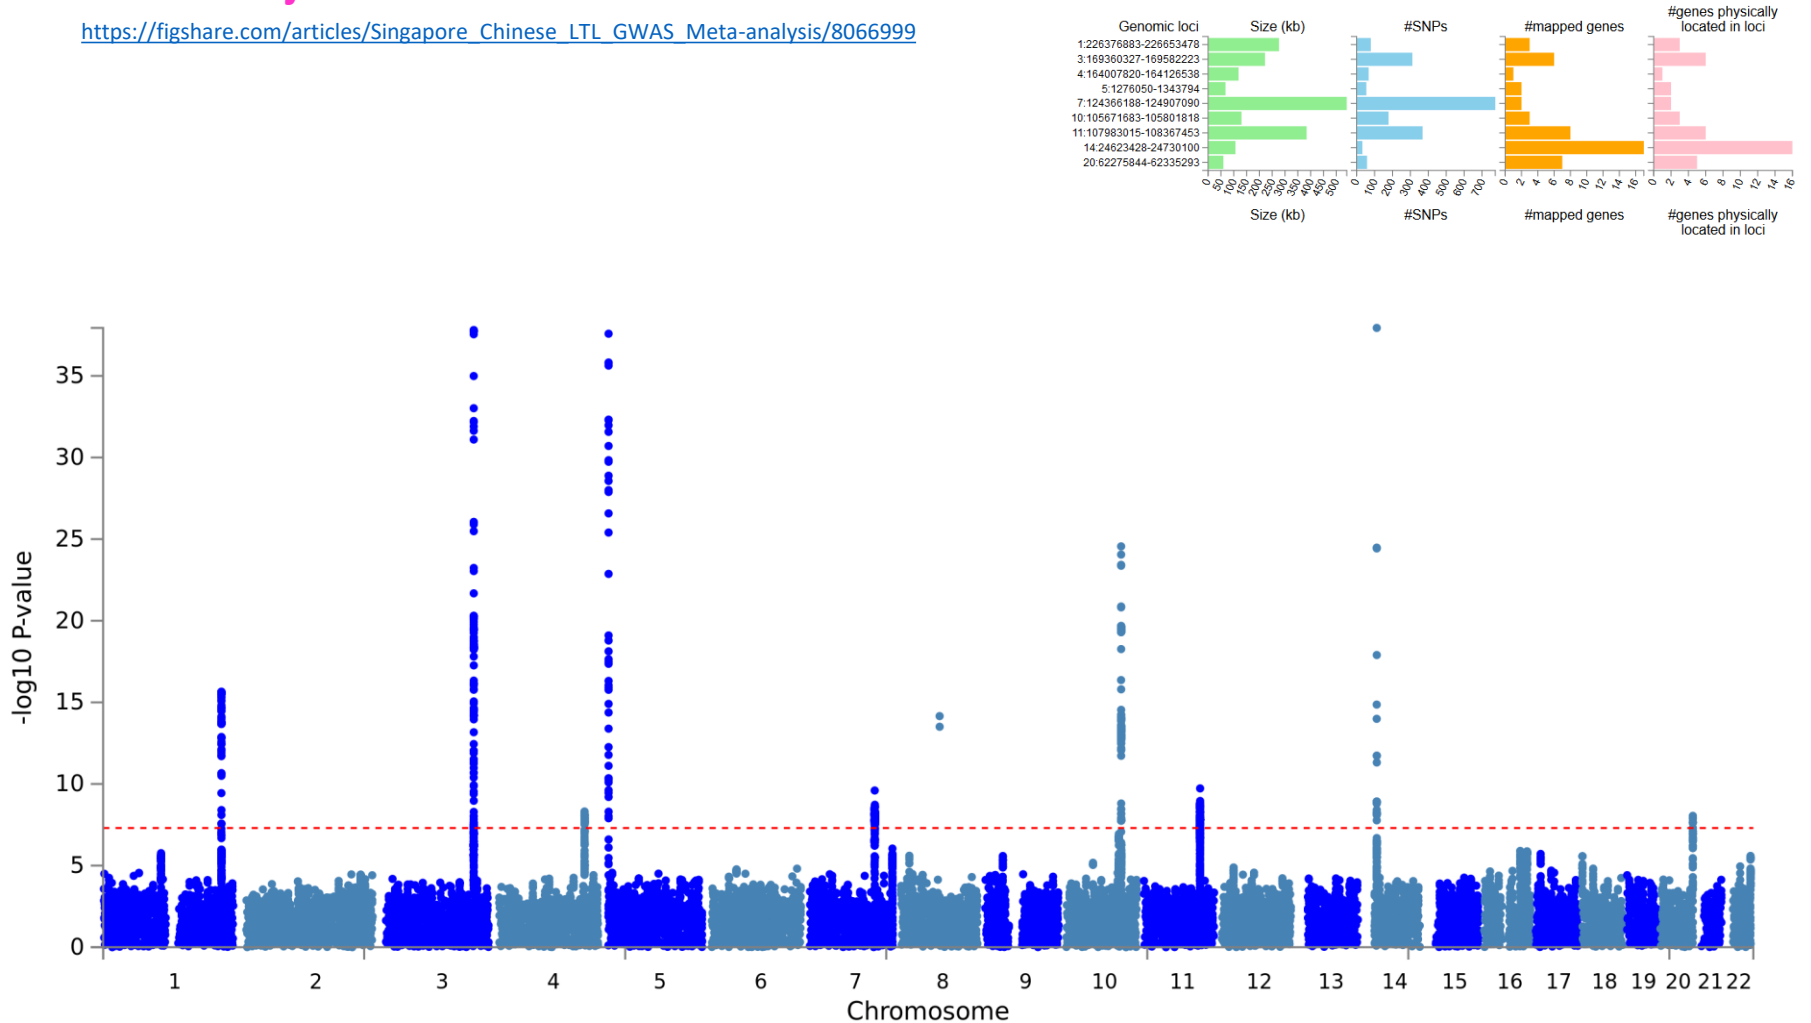 https://figshare.com/articles/Singapore_Chinese_LTL_GWAS_Meta-analysis/8066999
Genomic loci Size (kb) #SNPs #mapped genes #genes physically
located in loci
1:226376883-226653478
3:169360327-169582223
4:164007820-164126538
5:1276050-1343794
7:124366188-124907090
10:105671683-105801818
11:107983015-108367453
14:24623428-24730100
20:62275844-62335293
0 50 100 150 200 250 300 350 400 450 500 0 100 200 300 400 500 600 700 0 2 4 6 8 10 12 14 16 0 2 4 6 8 10 12 14 16
Size (kb) #SNPs #mapped genes #genes physically
located in loci
35
30
25
20
15
10
5
0
-log10 P-value
1 2 3 4 5 6 7 8 9 10 11 12 13 14 15 16 17 18 19 20 21 22
Chromosome